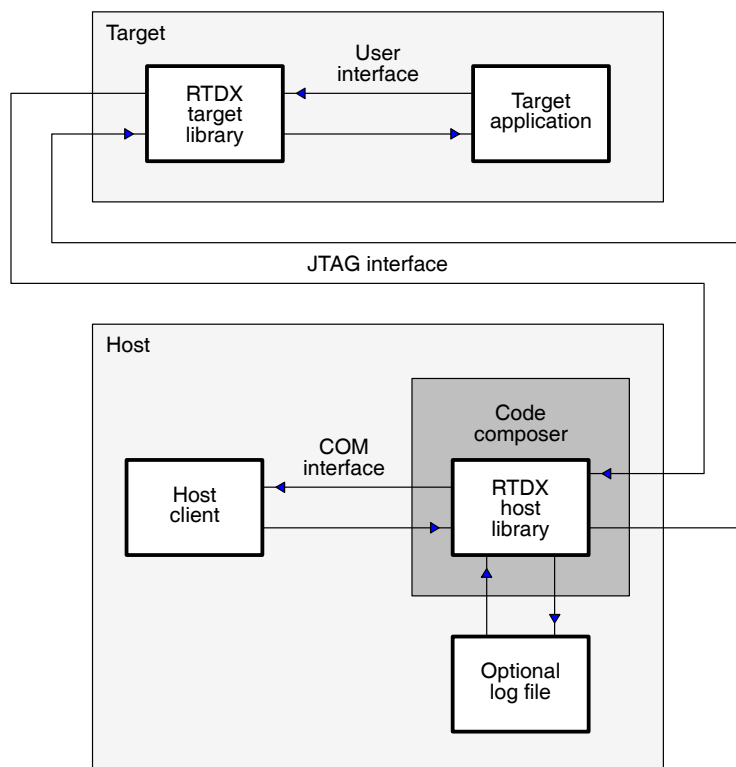 Target
User
interface
RTDX
target
library
Target
application
JTAG interface
Host
Code
composer
COM
interface
Host
client
RTDX
host
library
Optional
log file